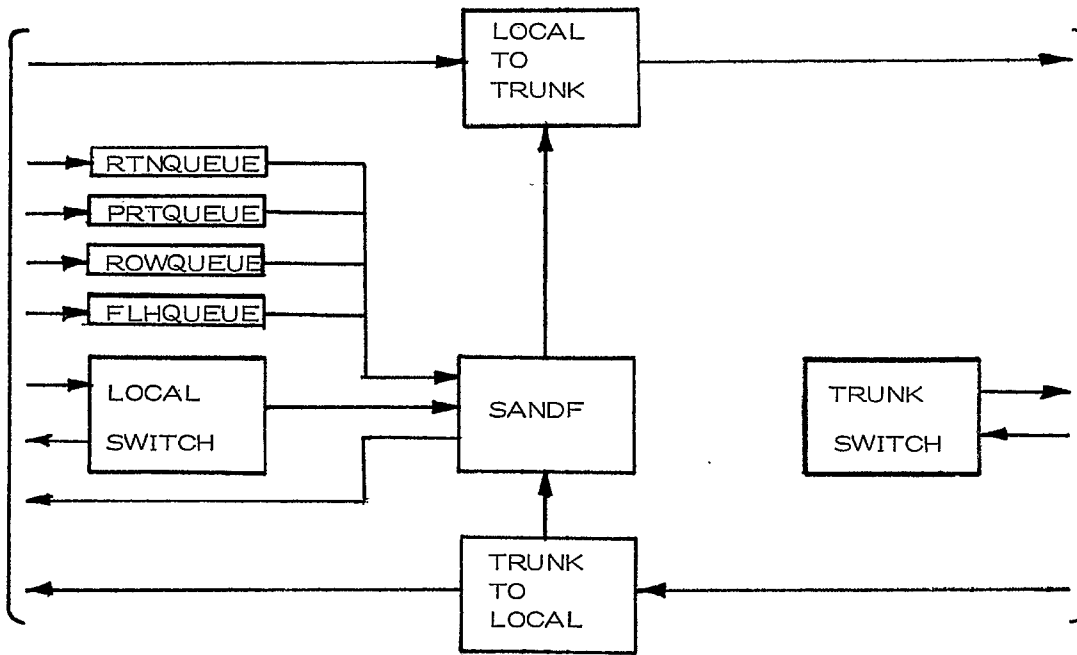 LOCAL
TO
TRUNK
RTNQUEUE
PRTQUEUE
ROWQUEUE
FLHQUEUE
LOCAL
SWITCH
SANDF
TRUNK
SWITCH
TRUNK
TO
LOCAL